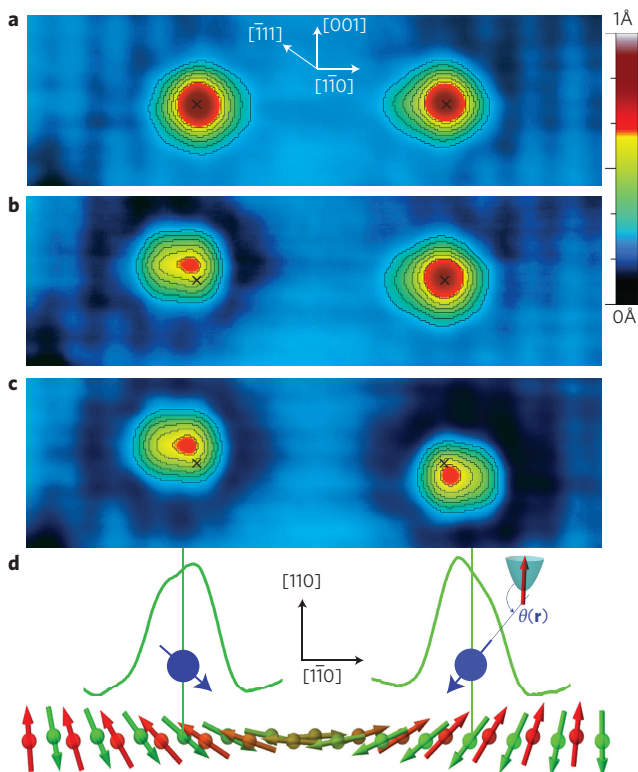 a
[001]
[1̅11]
[11̅0]
1Å
b
0Å
c
d
[110]
[11̅0]
θ(r)